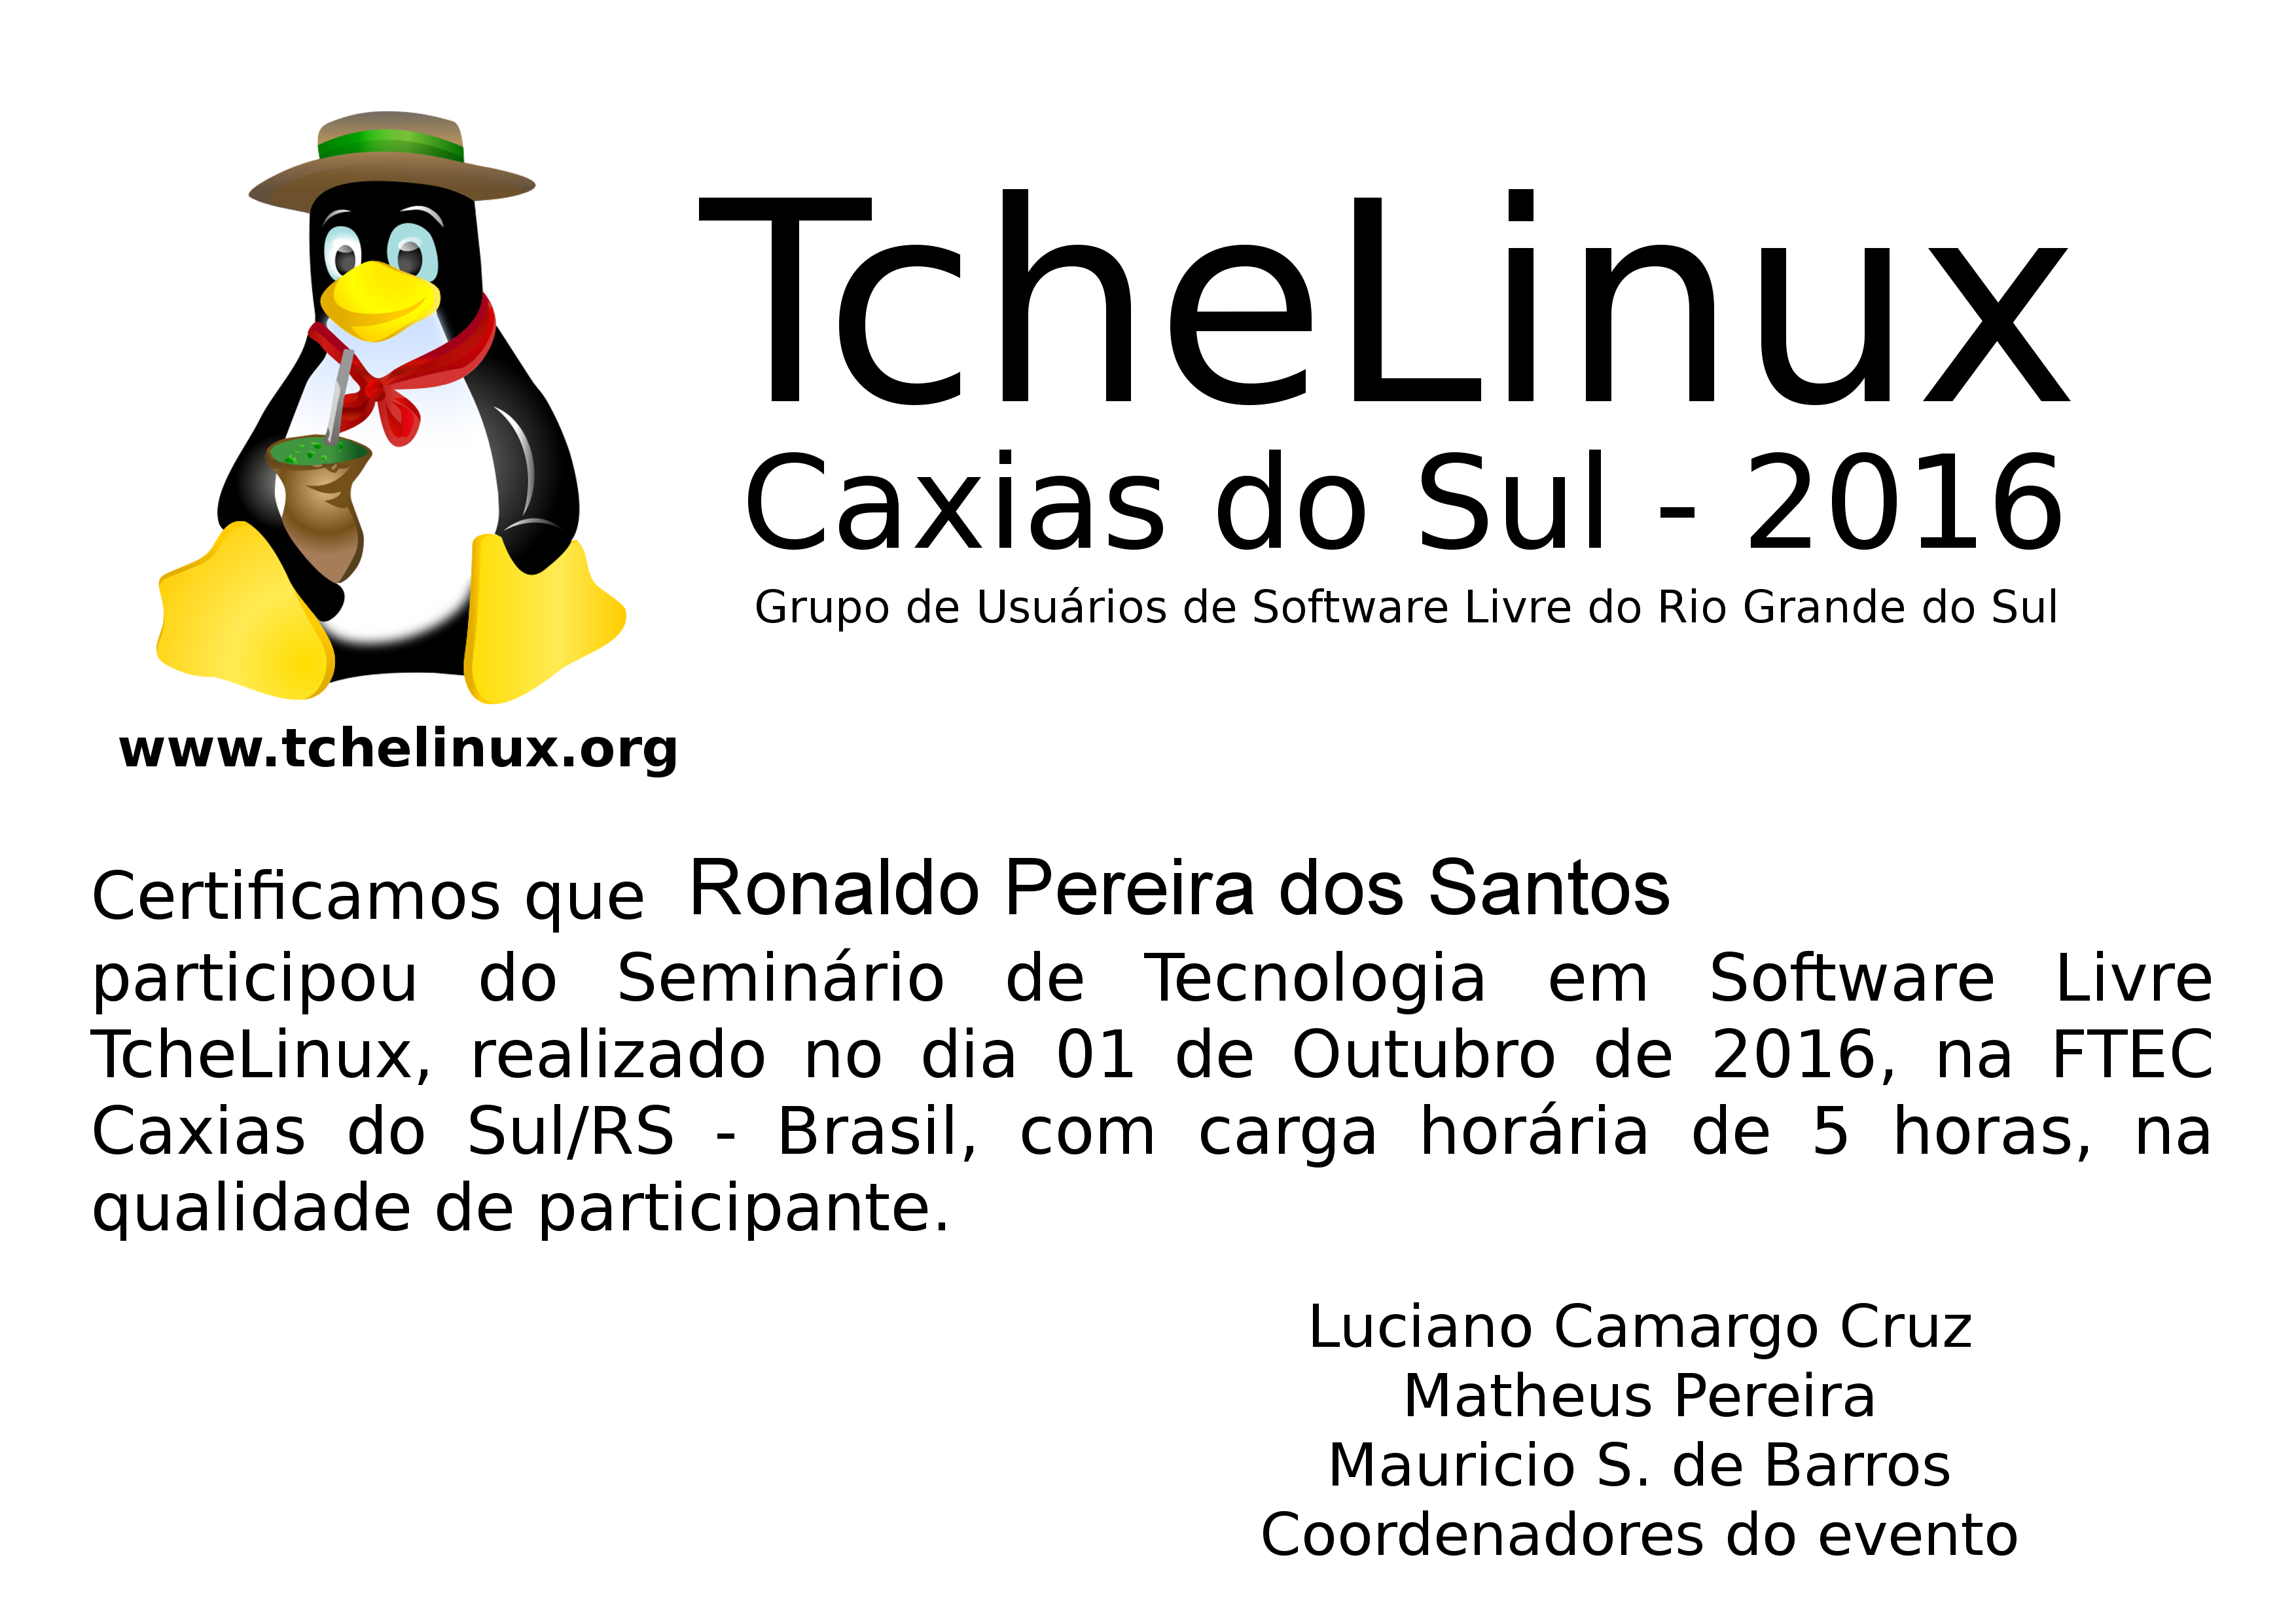 TcheLinux
Caxias do Sul - 2016
Grupo de Usuários de Software Livre do Rio Grande do Sul
www.tchelinux.org
Certificamos que Ronaldo Pereira dos Santos
participou do Seminário de Tecnologia em Software Livre
TcheLinux, realizado no dia 01 de Outubro de 2016, na FTEC
Caxias do Sul/RS - Brasil, com carga horária de 5 horas, na
qualidade de participante.
Luciano Camargo Cruz
Matheus Pereira
Mauricio S. de Barros
Coordenadores do evento